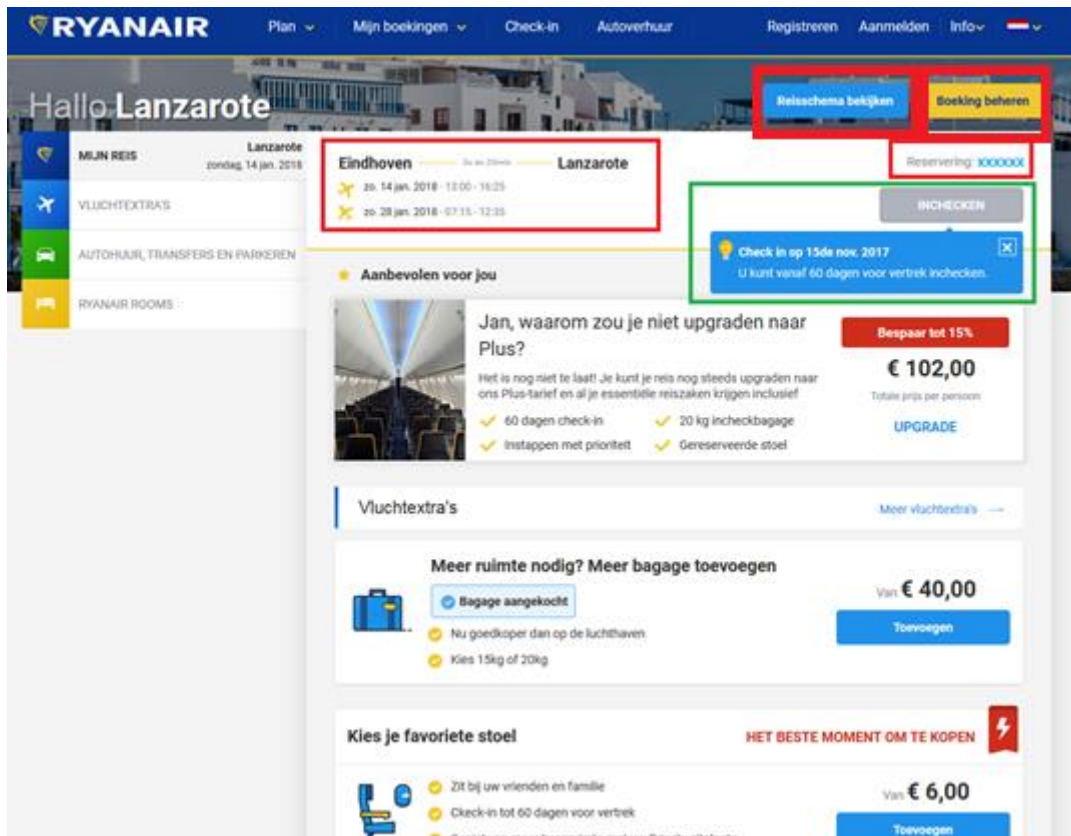 RYANAIR Plan Mijn boekingen Check-in Autoverhuur Registreren Aanmelden Info
Hallo Lanzarote
Reisschema bekijken
Boeking beheren
MIJN REIS
Lanzarote
zondag, 14 jan. 2018
VLUCHTEXTRA'S
AUTOHUUR, TRANSFERS EN PARKEREN
RYANAIR ROOMS
Eindhoven Lanzarote
zo. 14 jan. 2018 - 13:00 - 16:25
zo. 28 jan. 2018 - 07:15 - 12:35
Reservering: XXXXXX
INCHECKEN
Check in op 15de nov. 2017
U kunt vanaf 60 dagen voor vertrek inchecken.
Aanbevolen voor jou
Jan, waarom zou je niet upgraden naar
Plus?
Het is nog niet te laat! Je kunt je reis nog steeds upgraden naar
ons Plus-tarief en al je essentiële reiszaken krijgen inclusief
60 dagen check-in
20 kg incheckbagage
Instappen met prioriteit
Gereserveerde stoel
Bespaar tot 15%
€ 102,00
Totale prijs per persoon
UPGRADE
Vluchtextra's
Meer vluchtextra's
Meer ruimte nodig? Meer bagage toevoegen
Bagage aangekocht
Nu goedkoper dan op de luchthaven
Kies 15kg of 20kg
Van € 40,00
Toevoegen
Kies je favoriete stoel
HET BESTE MOMENT OM TE KOPEN
Zit bij uw vrienden en familie
Ckeck-in tot 60 dagen voor vertrek
Van € 6,00
Toevoegen